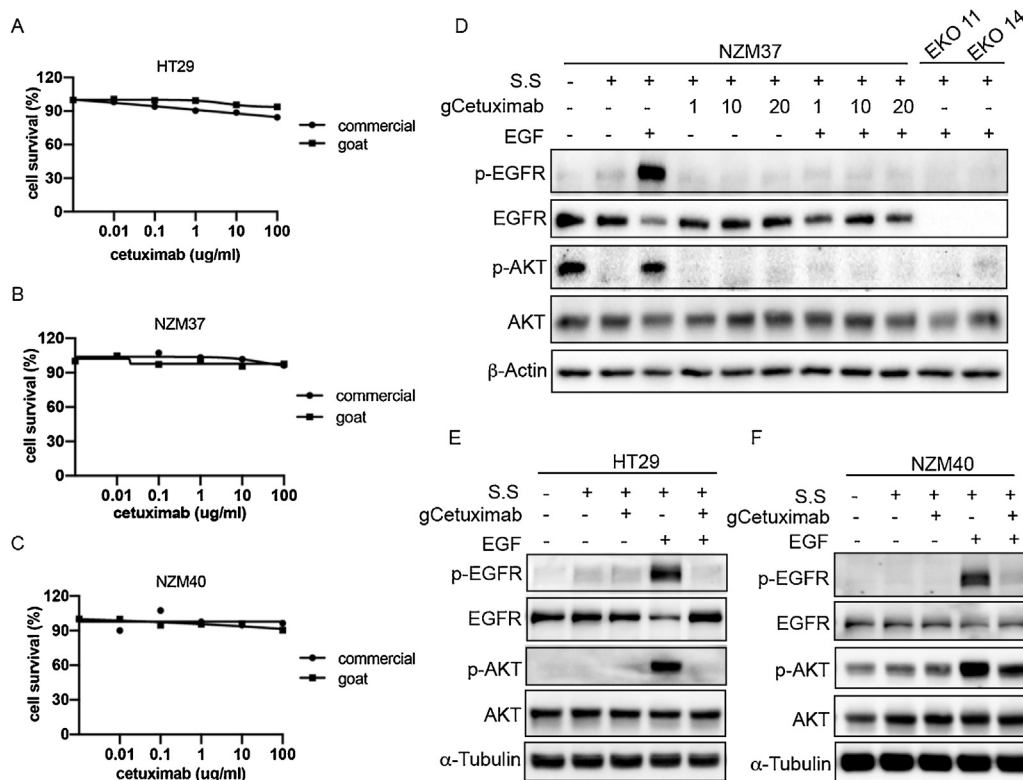 A
HT29
cell survival (%)
120
90
60
30
0
0.01 0.1 1 10 100
cetuximab (ug/ml)
commercial
goat
B
NZM37
cell survival (%)
120
90
60
30
0
0.01 0.1 1 10 100
cetuximab (ug/ml)
commercial
goat
C
NZM40
cell survival (%)
120
90
60
30
0
0.01 0.1 1 10 100
cetuximab (ug/ml)
commercial
goat
D
NZM37 EKO 11 EKO 14
S.S - + + + + + + + + + +
gCetuximab - - - 1 10 20 1 10 20
EGF - - + - - - + + + + +
p-EGFR
EGFR
p-AKT
AKT
β-Actin
E
HT29
S.S - + + + +
gCetuximab - - + - +
EGF - - - + +
p-EGFR
EGFR
p-AKT
AKT
α-Tubulin
F
NZM40
S.S - + + + +
gCetuximab - - + - +
EGF - - - + +
p-EGFR
EGFR
p-AKT
AKT
α-Tubulin